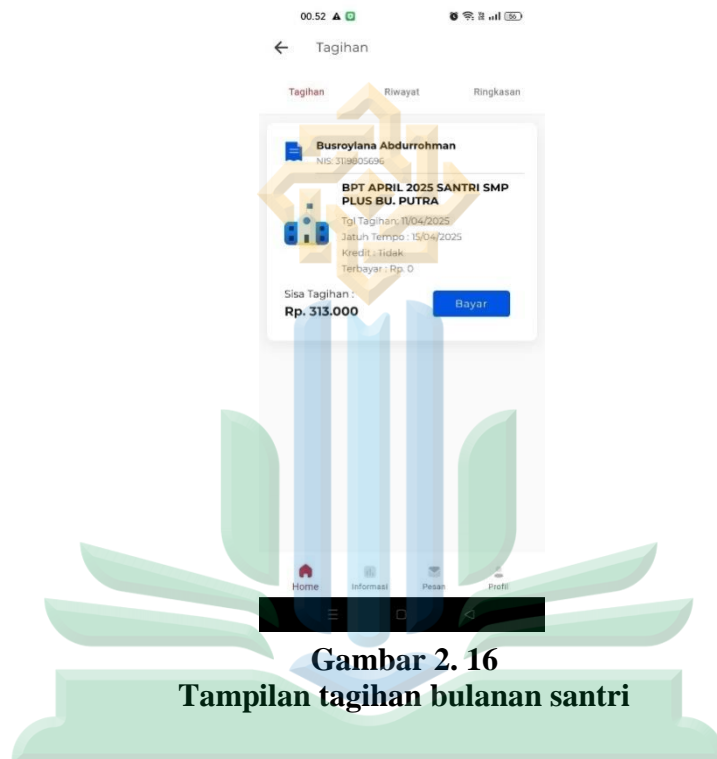 00.52
56
Tagihan
Tagihan Riwayat Ringkasan
Busroylana Abdurrohman
NIS: 3119805696
BPT APRIL 2025 SANTRI SMP
PLUS BU. PUTRA
Tgl Tagihan: 11/04/2025
Jatuh Tempo : 15/04/2025
Kredit : Tidak
Terbayar : Rp. 0
Sisa Tagihan :
Rp. 313.000
Bayar
Home Informasi Pesan Profil
Gambar 2. 16
Tampilan tagihan bulanan santri